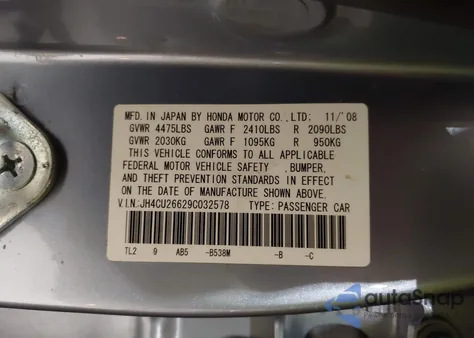 MFD. IN JAPAN BY HONDA MOTOR CO.,LTD: 11/'08
GVWR 4475LBS GAWR F 2410LBS R 2090LBS
GVWR 2030KG GAWR F 1095KG R 950KG
THIS VEHICLE CONFORMS TO ALL APPLICABLE
FEDERAL MOTOR VEHICLE SAFETY ,BUMPER,
AND THEFT PREVENTION STANDARDS IN EFFECT
ON THE DATE OF MANUFACTURE SHOWN ABOVE.
V.I.N:JH4CU26629C032578 TYPE: PASSENGER CAR
TL2 9 AB5 -B538M -B -C
autoSnap